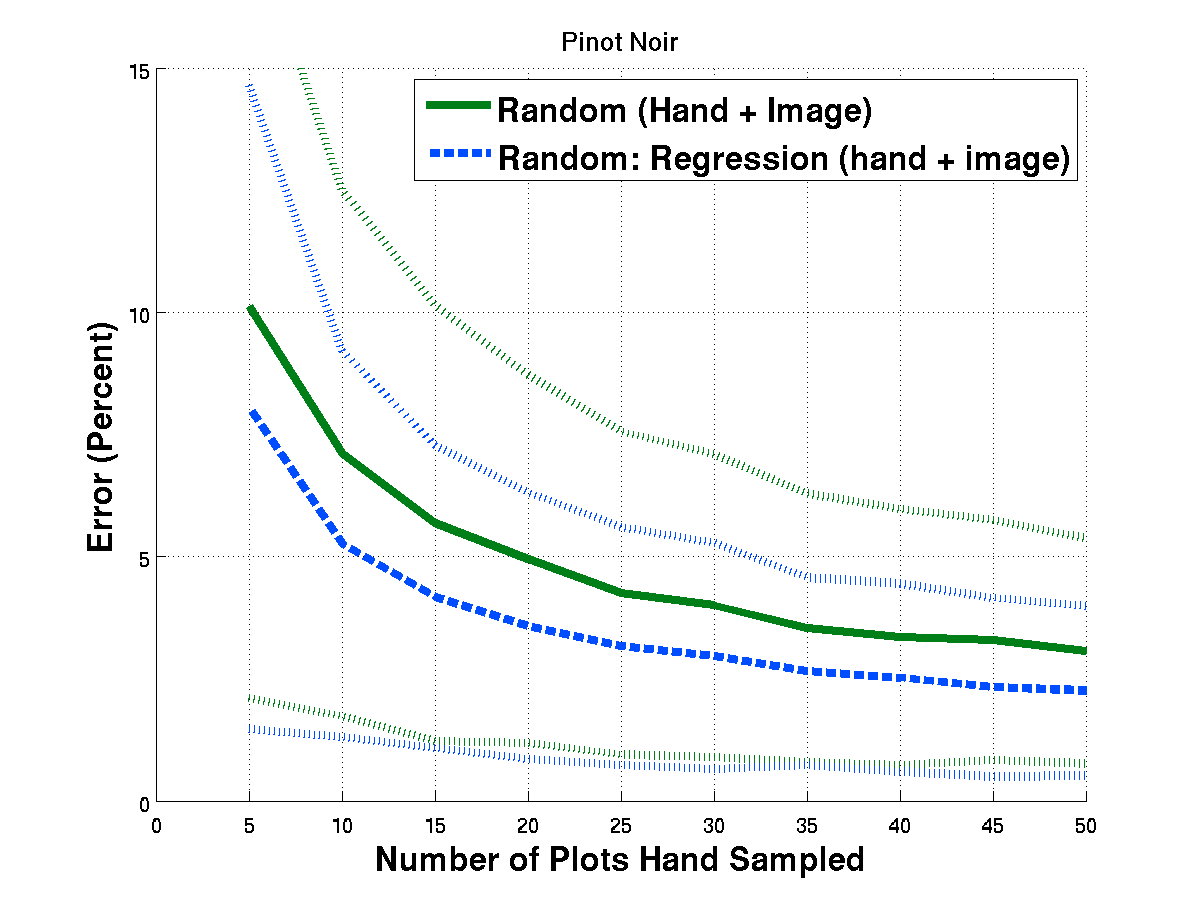 Pinot Noir
15
10
5
0
Error (Percent)
Random (Hand + Image)
Random: Regression (hand + image)
0 5 10 15 20 25 30 35 40 45 50
Number of Plots Hand Sampled